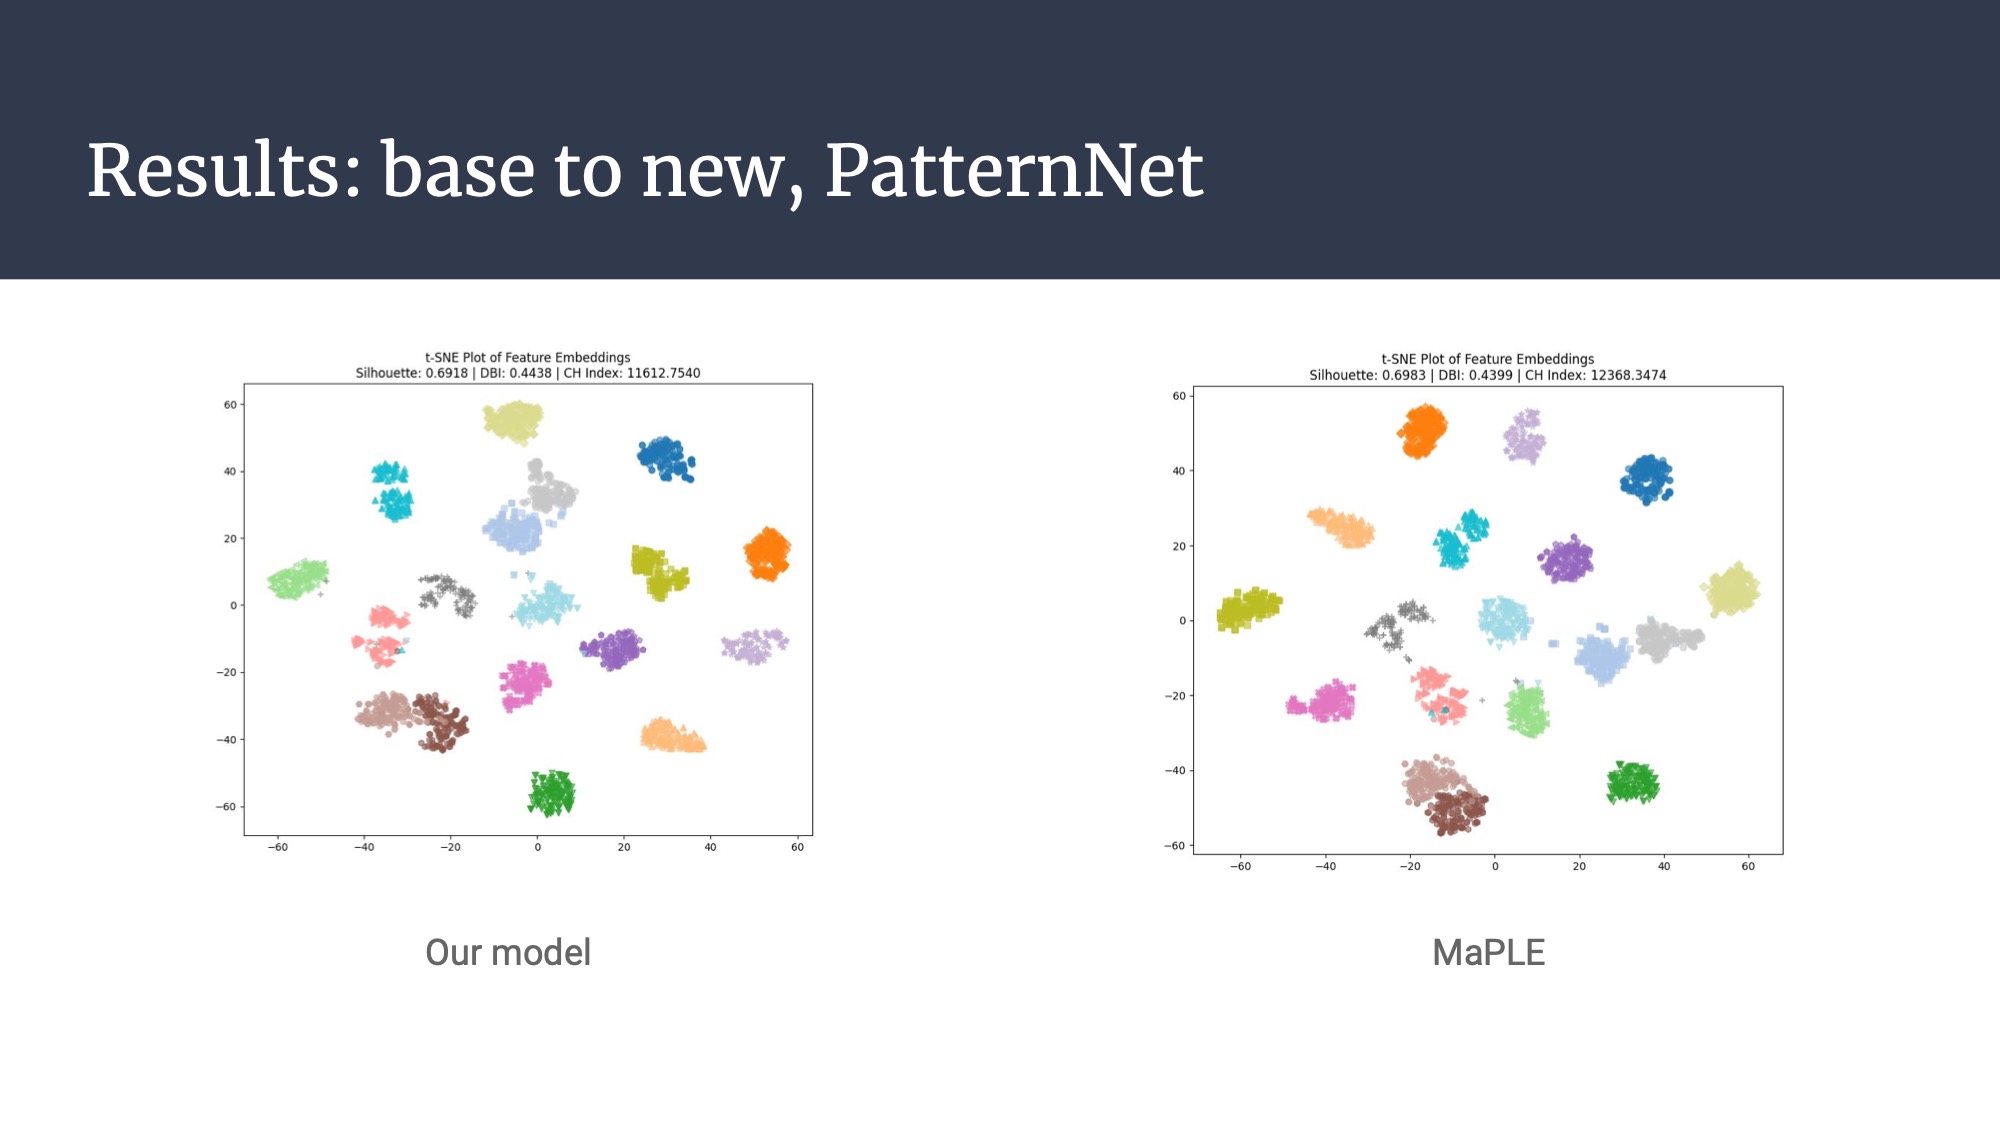 Results: base to new, PatternNet
t-SNE Plot of Feature Embeddings
Silhouette: 0.6918 | DBI: 0.4438 | CH Index: 11612.7540
60
40
20
0
−20
−40
−60
−60 −40 −20 0 20 40 60
Our model
t-SNE Plot of Feature Embeddings
Silhouette: 0.6983 | DBI: 0.4399 | CH Index: 12368.3474
60
40
20
0
−20
−40
−60
−60 −40 −20 0 20 40 60
MaPLE